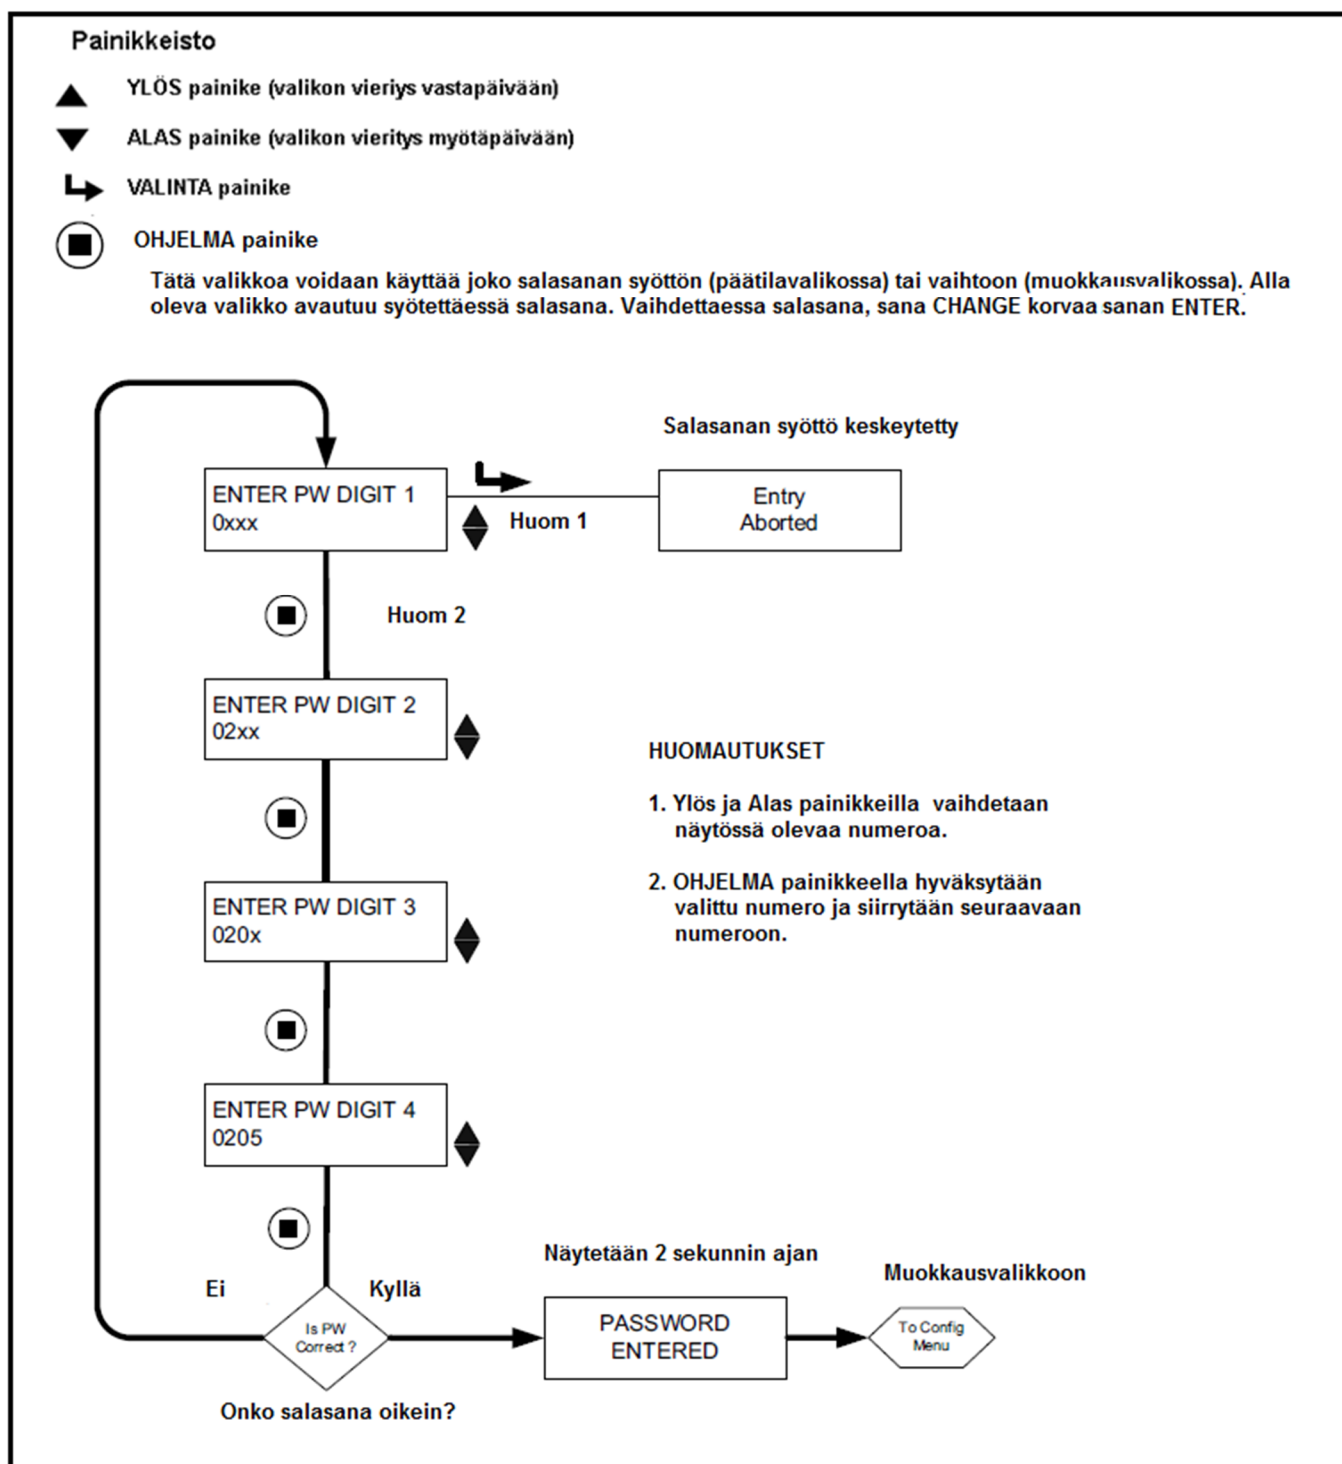 Painikkeisto
YLÖS painike (valikon vieriys vastapäivään)
ALAS painike (valikon vieritys myötäpäivään)
VALINTA painike
OHJELMA painike
Tätä valikkoa voidaan käyttää joko salasanan syöttön (päätilavalikossa) tai vaihtoon (muokkausvalikossa). Alla
oleva valikko avautuu syötettäessä salasana. Vaihdettaessa salasana, sana CHANGE korvaa sanan ENTER.
Salasanan syöttö keskeytetty
ENTER PW DIGIT 1
0xxx
Huom 1
Entry
Aborted
Huom 2
ENTER PW DIGIT 2
02xx
HUOMAUTUKSET
1. Ylös ja Alas painikkeilla vaihdetaan
näytössä olevaa numeroa.
2. OHJELMA painikkeella hyväksytään
valittu numero ja siirrytään seuraavaan
numeroon.
ENTER PW DIGIT 3
020x
ENTER PW DIGIT 4
0205
Ei
Kyllä
Is PW
Correct ?
Onko salasana oikein?
Näytetään 2 sekunnin ajan
PASSWORD
ENTERED
Muokkausvalikkoon
To Config
Menu